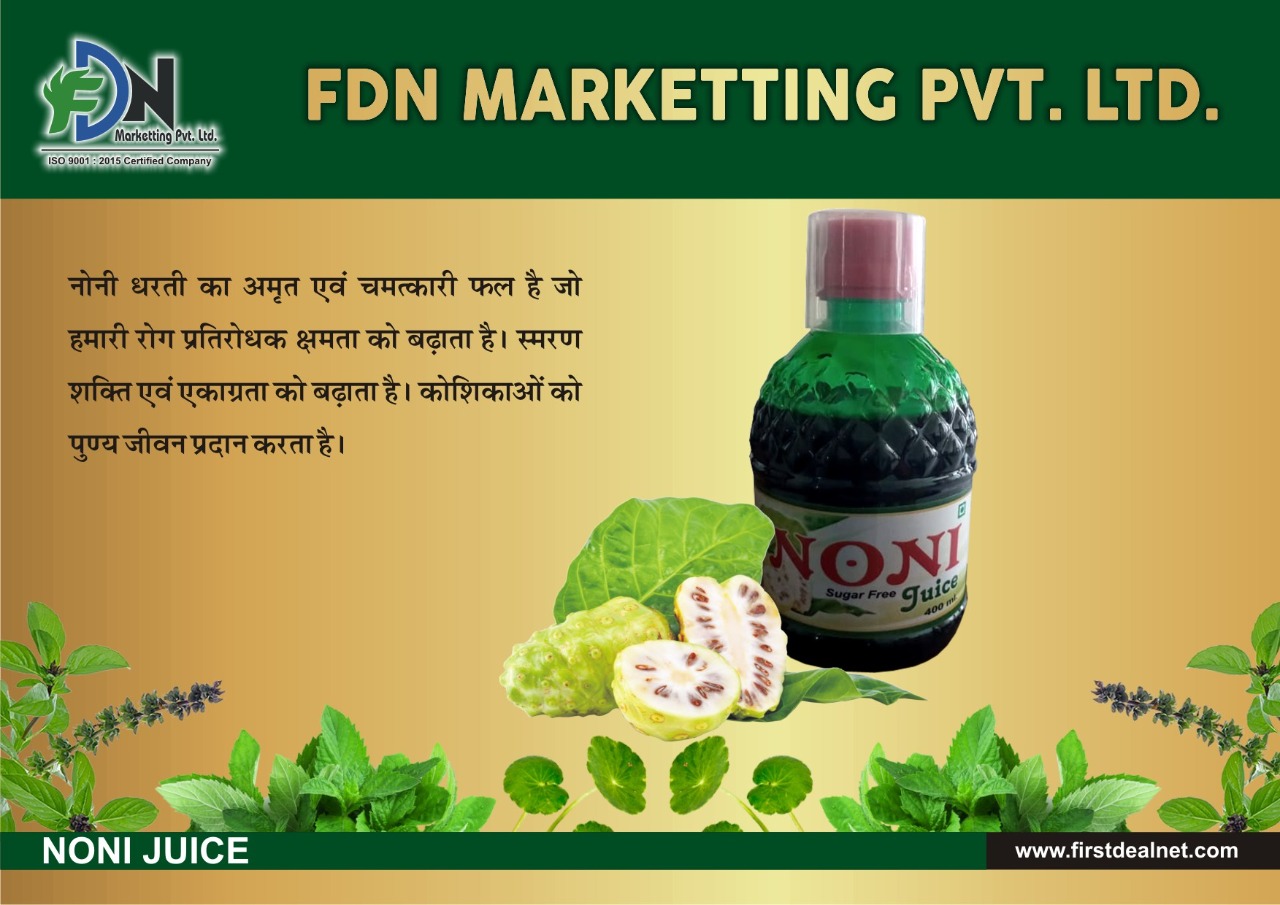 FDN
Marketting Pvt. Ltd.
ISO 9001 : 2015 Certified Company
FDN MARKETTING PVT. LTD.
नोनी धरती का अमृत एवं चमत्कारी फल है जो
हमारी रोग प्रतिरोधक क्षमता को बढ़ाता है। स्मरण
शक्ति एवं एकाग्रता को बढ़ाता है। कोशिकाओं को
पुण्य जीवन प्रदान करता है।
NONI
Sugar Free Juice
400 ml
NONI JUICE
www.firstdealnet.com